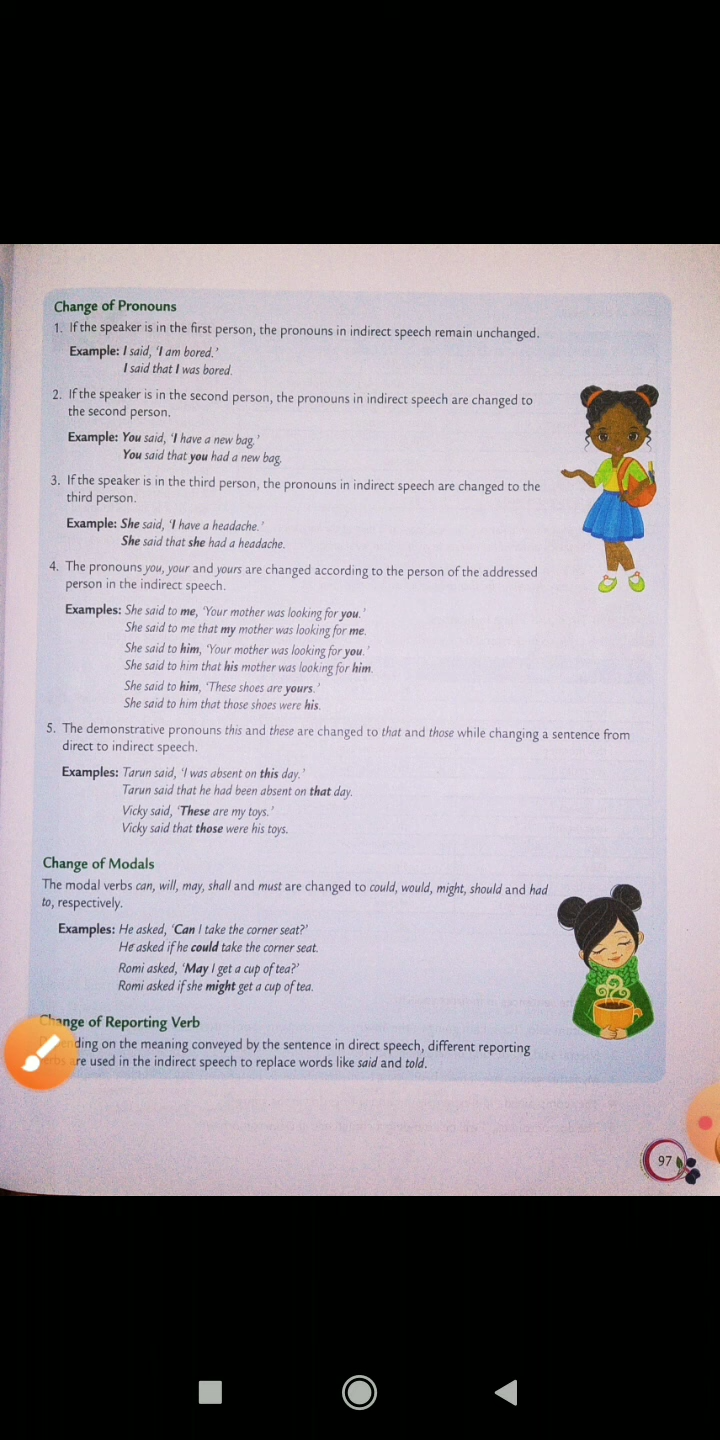 Change of Pronouns
1. If the speaker is in the first person, the pronouns in indirect speech remain unchanged.
Example: I said, ‘I am bored.’
I said that I was bored.
2. If the speaker is in the second person, the pronouns in indirect speech are changed to
the second person.
Example: You said, ‘I have a new bag.’
You said that you had a new bag.
3. If the speaker is in the third person, the pronouns in indirect speech are changed to the
third person.
Example: She said, ‘I have a headache.’
She said that she had a headache.
4. The pronouns you, your and yours are changed according to the person of the addressed
person in the indirect speech.
Examples: She said to me, ‘Your mother was looking for you.’
She said to me that my mother was looking for me.
She said to him, ‘Your mother was looking for you.’
She said to him that his mother was looking for him.
She said to him, ‘These shoes are yours.’
She said to him that those shoes were his.
5. The demonstrative pronouns this and these are changed to that and those while changing a sentence from
direct to indirect speech.
Examples: Tarun said, ‘I was absent on this day.’
Tarun said that he had been absent on that day.
Vicky said, ‘These are my toys.’
Vicky said that those were his toys.
Change of Modals
The modal verbs can, will, may, shall and must are changed to could, would, might, should and had
to, respectively.
Examples: He asked, ‘Can I take the corner seat?’
He asked if he could take the corner seat.
Romi asked, ‘May I get a cup of tea?’
Romi asked if she might get a cup of tea.
Change of Reporting Verb
nding on the meaning conveyed by the sentence in direct speech, different reporting
are used in the indirect speech to replace words like said and told.
97